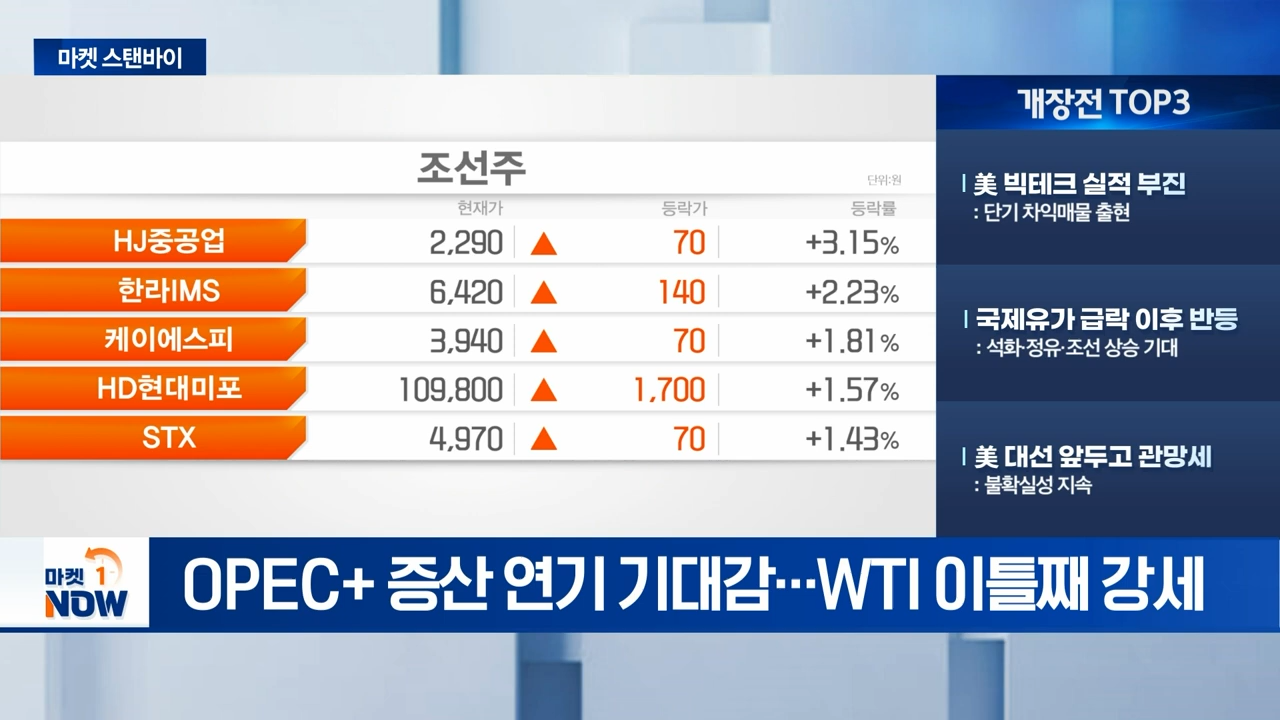 마켓 스탠바이
조선주
단위:원
현재가 등락가 등락률
HJ중공업 2,290 ▲ 70 +3.15%
한라IMS 6,420 ▲ 140 +2.23%
케이에스피 3,940 ▲ 70 +1.81%
HD현대미포 109,800 ▲ 1,700 +1.57%
STX 4,970 ▲ 70 +1.43%
개장전 TOP3
美 빅테크 실적 부진
: 단기 차익매물 출현
국제유가 급락 이후 반등
: 석화·정유·조선 상승 기대
美 대선 앞두고 관망세
: 불확실성 지속
마켓 1
NOW
OPEC+ 증산 연기 기대감…WTI 이틀째 강세